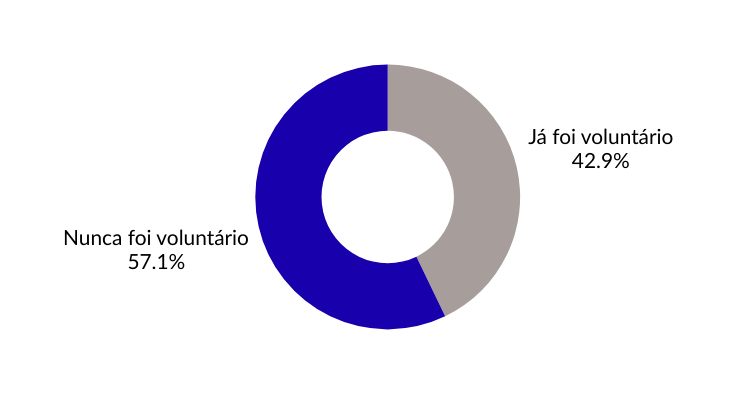 Já foi voluntário
42.9%
Nunca foi voluntário
57.1%